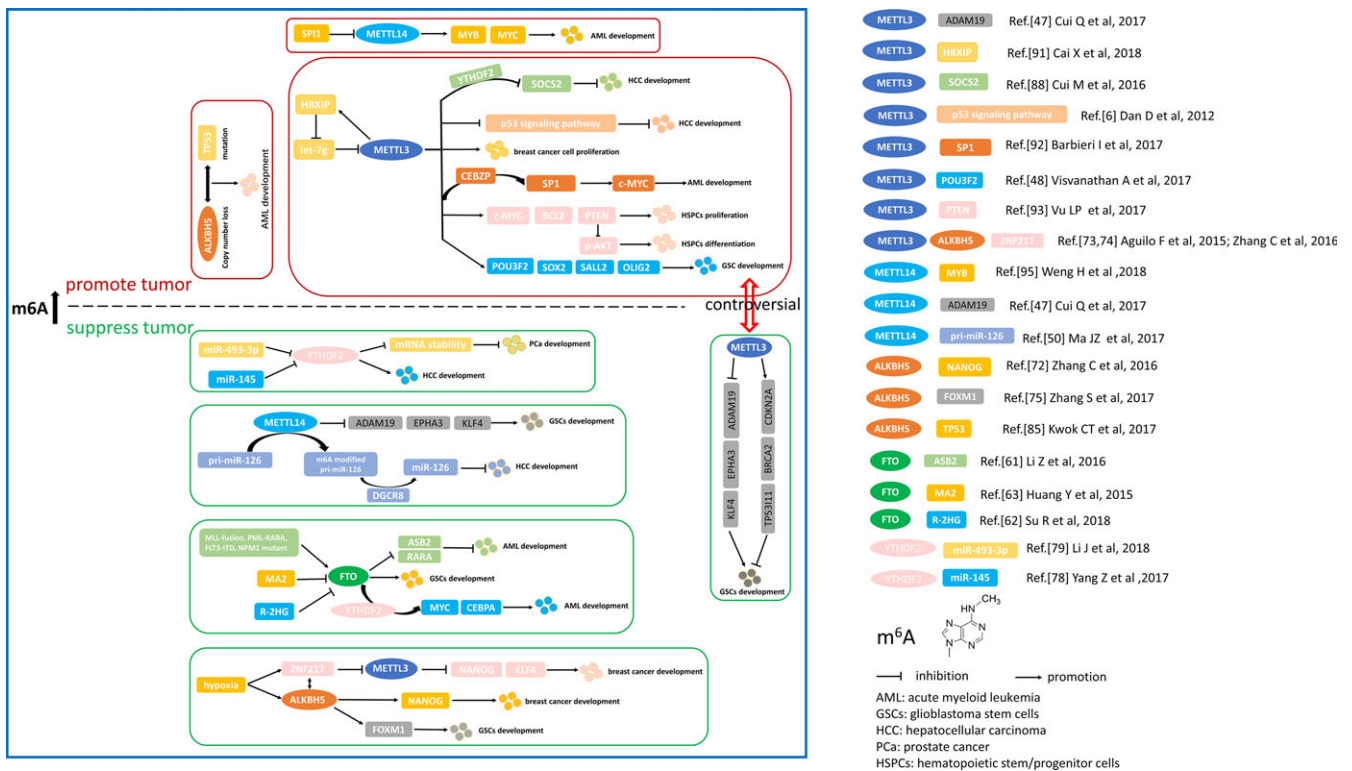 SPI1 METTL14 MYB MYC AML development
YTHDF2 SOCS2 HCC development
HBXIP
let-7g METTL3
p53 signaling pathway HCC development
breast cancer cell proliferation
CEBZP SP1 c-MYC AML development
c-MYC BCL2 PTEN HSPCs proliferation
p-AKT HSPCs differentiation
POU3F2 SOX2 SALL2 OLIG2 GSC development
TP53
mutation
ALKBH5
Copy number loss
AML development
m6A
promote tumor
suppress tumor
controversial
miR-493-3p YTHDF2 mRNA stability PCa development
miR-145 HCC development
METTL14 ADAM19 EPHA3 KLF4 GSCs development
pri-miR-126
m6A modified
pri-miR-126
miR-126 HCC development
DGCR8
MLL-fusion, PML-RARA,
FLT3-ITD, NPM1 mutant
ASB2
RARA
AML development
MA2 FTO GSCs development
R-2HG YTHDF2 MYC CEBPA AML development
hypoxia
ZNF217 METTL3 NANOG KLF4 breast cancer development
ALKBH5 NANOG breast cancer development
FOXM1 GSCs development
METTL3
ADAM19
EPHA3
KLF4
CDKN2A
BRCA2
TP53I11
GSCs development
METTL3 ADAM19 Ref.[47] Cui Q et al, 2017
METTL3 HBXIP Ref.[91] Cai X et al, 2018
METTL3 SOCS2 Ref.[88] Cui M et al, 2016
METTL3 p53 signaling pathway Ref.[6] Dan D et al, 2012
METTL3 SP1 Ref.[92] Barbieri I et al, 2017
METTL3 POU3F2 Ref.[48] Visvanathan A et al, 2017
METTL3 PTEN Ref.[93] Vu LP et al, 2017
METTL3 ALKBH5 ZNF217 Ref.[73,74] Aguilo F et al, 2015; Zhang C et al, 2016
METTL14 MYB Ref.[95] Weng H et al ,2018
METTL14 ADAM19 Ref.[47] Cui Q et al, 2017
METTL14 pri-miR-126 Ref.[50] Ma JZ et al, 2017
ALKBH5 NANOG Ref.[72] Zhang C et al, 2016
ALKBH5 FOXM1 Ref.[75] Zhang S et al, 2017
ALKBH5 TP53 Ref.[85] Kwok CT et al, 2017
FTO ASB2 Ref.[61] Li Z et al, 2016
FTO MA2 Ref.[63] Huang Y et al, 2015
FTO R-2HG Ref.[62] Su R et al, 2018
YTHDF2 miR-493-3p Ref.[79] Li J et al, 2018
YTHDF2 miR-145 Ref.[78] Yang Z et al ,2017
m⁶A
HN CH₃
N N
N N
inhibition promotion
AML: acute myeloid leukemia
GSCs: glioblastoma stem cells
HCC: hepatocellular carcinoma
PCa: prostate cancer
HSPCs: hematopoietic stem/progenitor cells